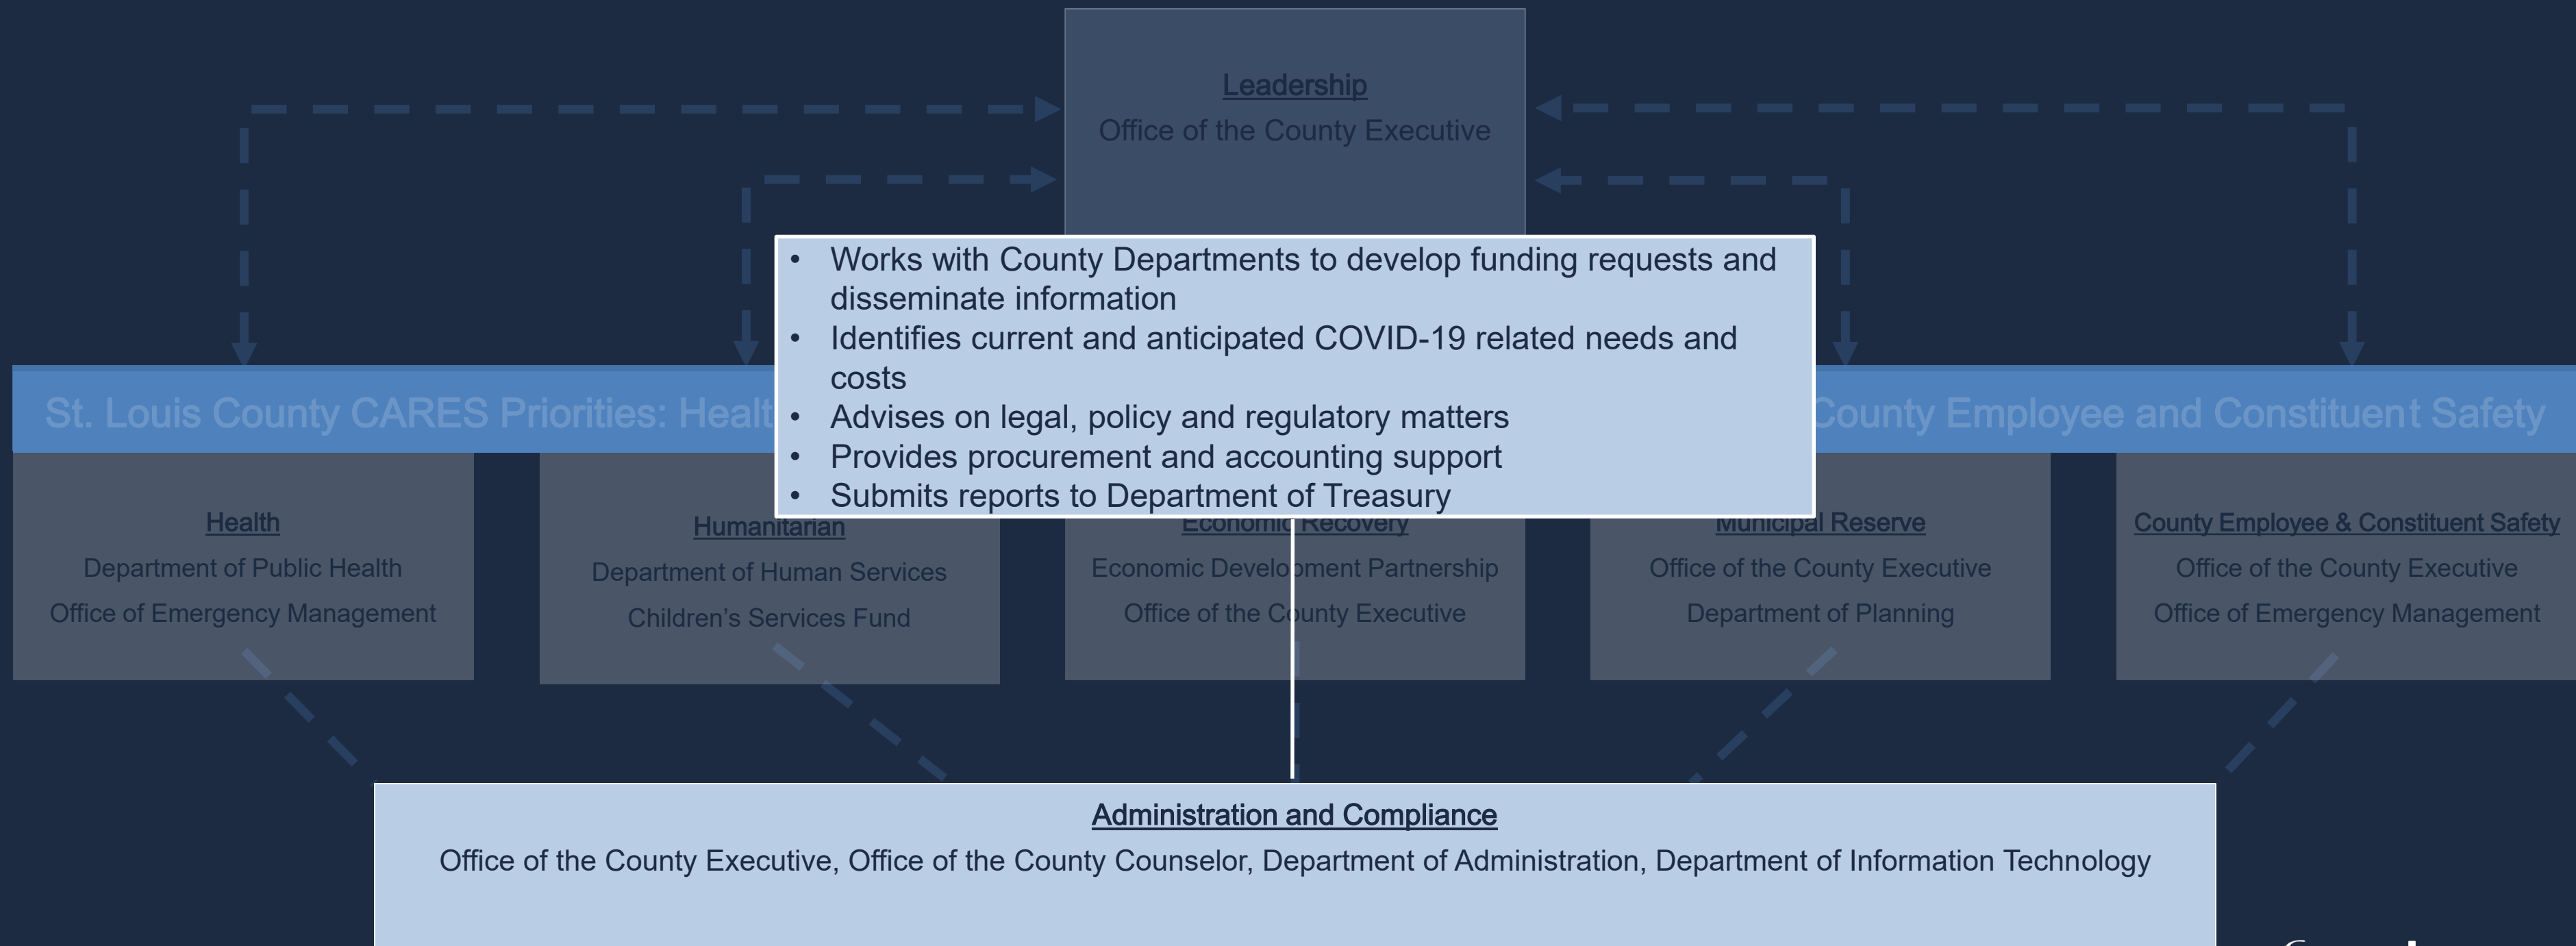 Leadership
Office of the County Executive
• Works with County Departments to develop funding requests and
disseminate information
• Identifies current and anticipated COVID-19 related needs and
costs
• Advises on legal, policy and regulatory matters
• Provides procurement and accounting support
• Submits reports to Department of Treasury
St. Louis County CARES Priorities:
County Employee and Constituent Safety
Health
Department of Public Health
Office of Emergency Management
Humanitarian
Department of Human Services
Children’s Services Fund
Economic Recovery
Economic Development Partnership
Office of the County Executive
Municipal Reserve
Office of the County Executive
Department of Planning
County Employee & Constituent Safety
Office of the County Executive
Office of Emergency Management
Administration and Compliance
Office of the County Executive, Office of the County Counselor, Department of Administration, Department of Information Technology